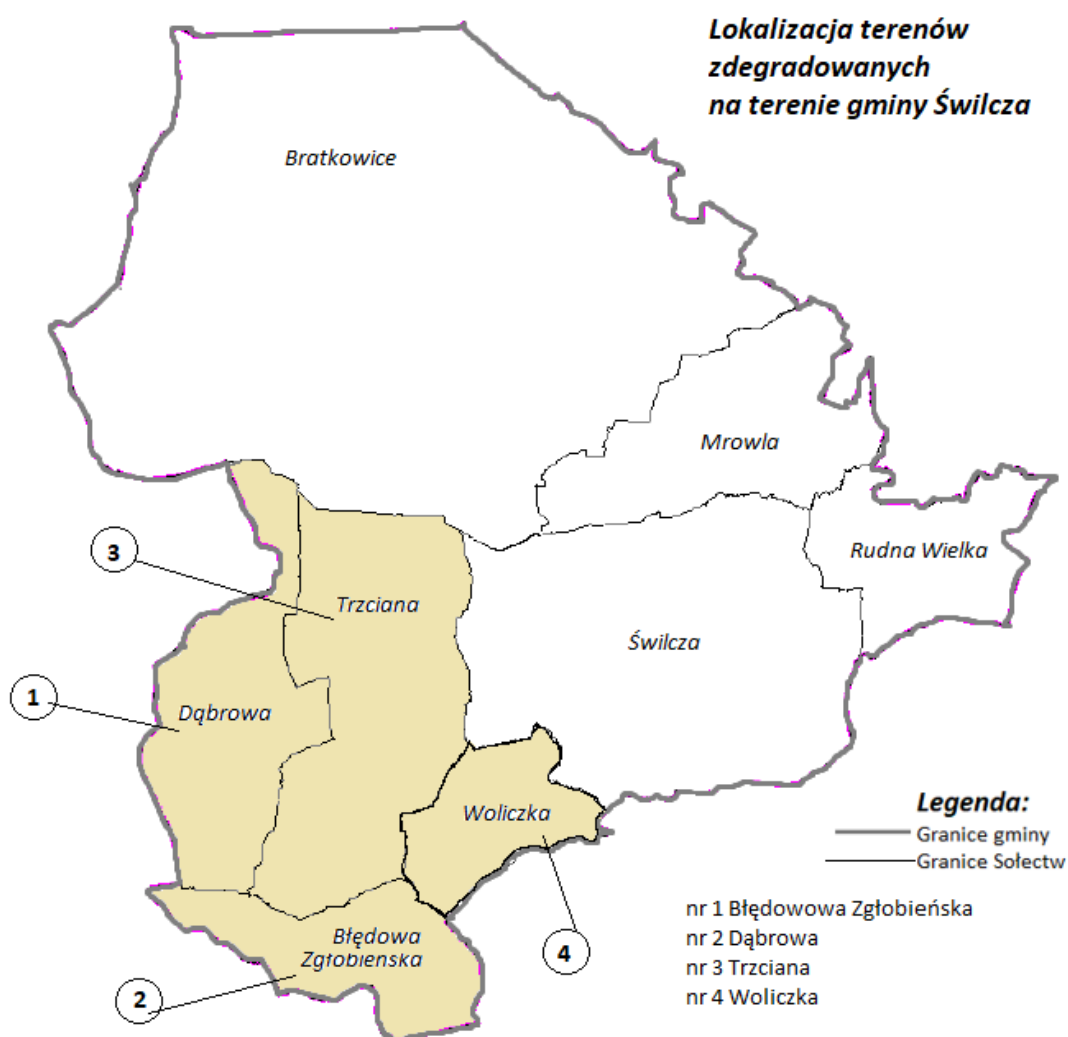 Lokalizacja terenów
zdegradowanych
na terenie gminy Świlcza
Bratkowice
Mrowla
Rudna Wielka
3
Trzciana
Świlcza
1
Dąbrowa
Woliczka
Legenda:
Granice gminy
Granice Sołectw
nr 1 Błędowowa Zgłobieńska
nr 2 Dąbrowa
nr 3 Trzciana
nr 4 Woliczka
Błędowa
Zgłobieńska
4
2